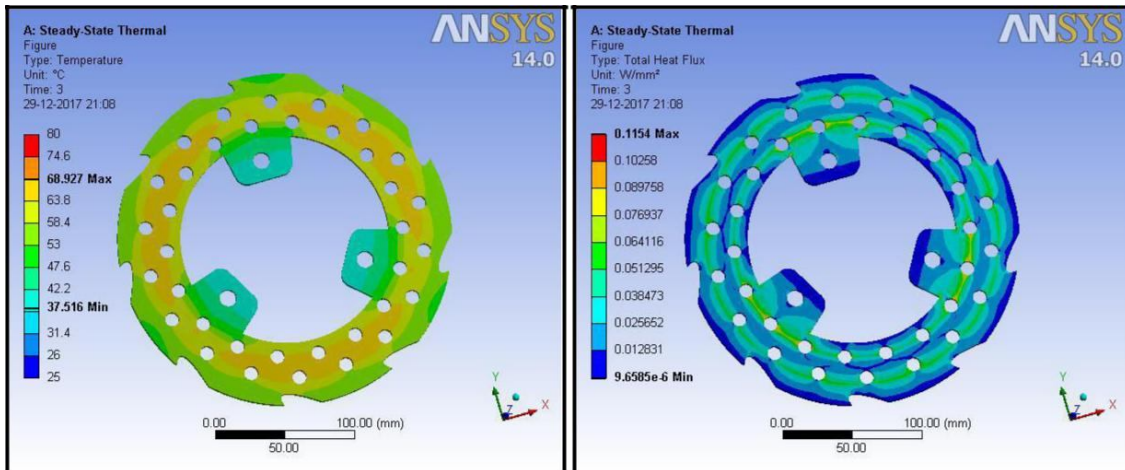 A: Steady-State Thermal
Figure
Type: Temperature
Unit: °C
Time: 3
29-12-2017 21:08
ANSYS
14.0
80
74.6
68.927 Max
63.8
58.4
53
47.6
42.2
37.516 Min
31.4
26
25
0.00 100.00 (mm)
50.00
Y
Z
X
A: Steady-State Thermal
Figure
Type: Total Heat Flux
Unit: W/mm²
Time: 3
29-12-2017 21:08
ANSYS
14.0
0.1154 Max
0.10258
0.089758
0.076937
0.064116
0.051295
0.038473
0.025652
0.012831
9.6585e-6 Min
0.00 100.00 (mm)
50.00
Y
Z
X